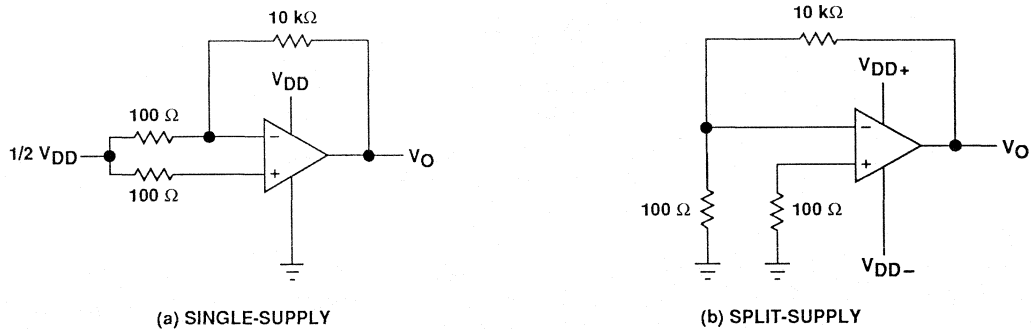 10 kΩ
VDD
100 Ω
1/2 VDD
VO
100 Ω
(a) SINGLE-SUPPLY
10 kΩ
VDD+
VO
100 Ω
100 Ω
VDD−
(b) SPLIT-SUPPLY